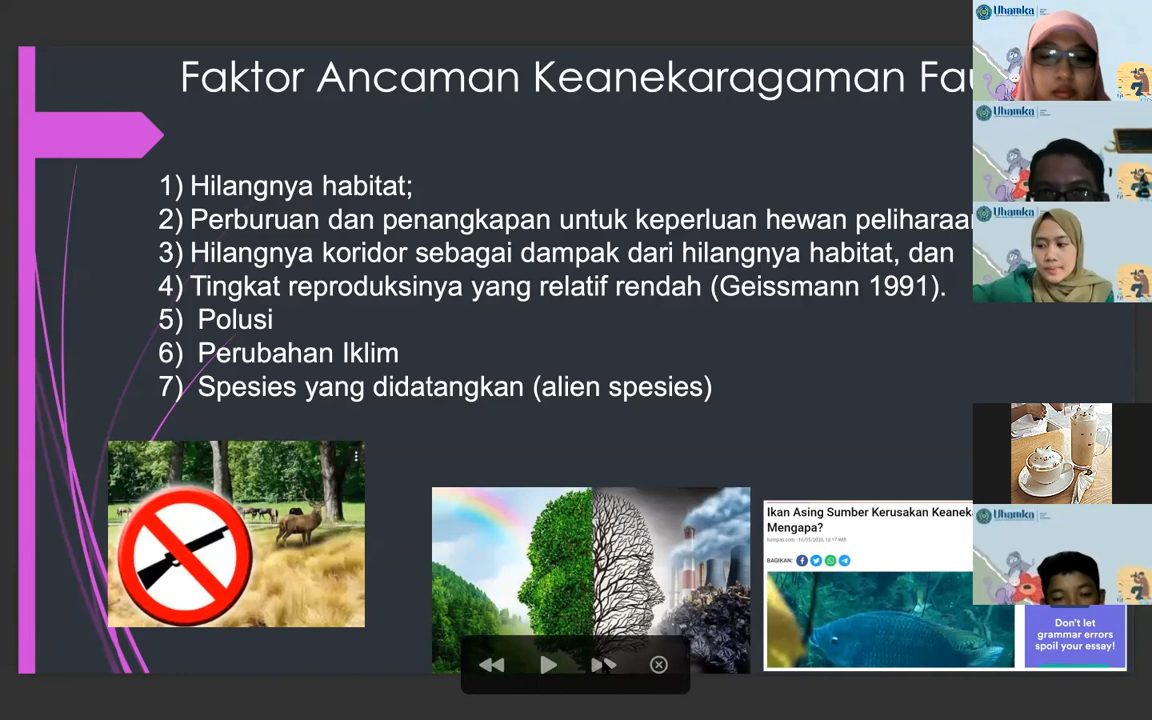 Faktor Ancaman Keanekaragaman Fau
1) Hilangnya habitat;
2) Perburuan dan penangkapan untuk keperluan hewan peliharaan
3) Hilangnya koridor sebagai dampak dari hilangnya habitat, dan
4) Tingkat reproduksinya yang relatif rendah (Geissmann 1991).
5) Polusi
6) Perubahan Iklim
7) Spesies yang didatangkan (alien spesies)
Ikan Asing Sumber Kerusakan Keanek
Mengapa?
BAGIKAN:
Don't let
grammar errors
spoil your essay!
Uhamka
Uhamka
Uhamka
Uhamka